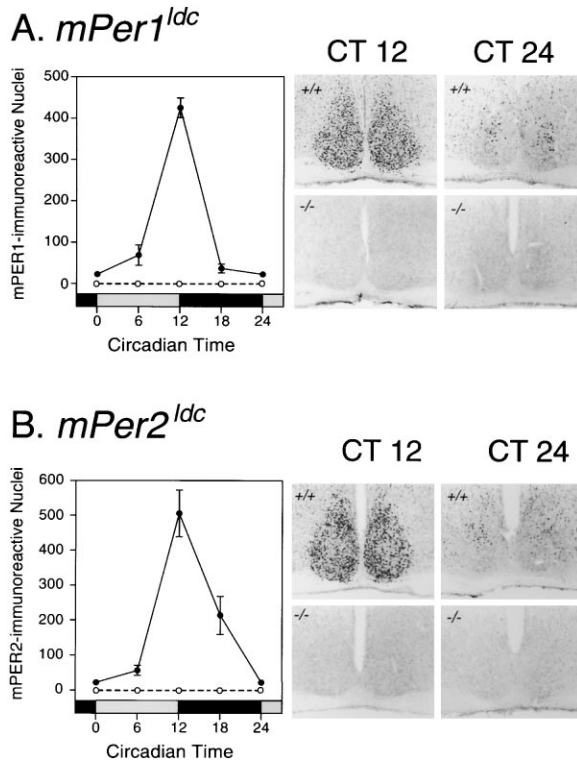 A. mPer1ldc
CT 12
CT 24
mPER1-immunoreactive Nuclei
500
400
300
200
100
0
0 6 12 18 24
Circadian Time
+/+
+/+
-/-
-/-
B. mPer2ldc
CT 12
CT 24
mPER2-immunoreactive Nuclei
600
500
400
300
200
100
0
0 6 12 18 24
Circadian Time
+/+
+/+
-/-
-/-